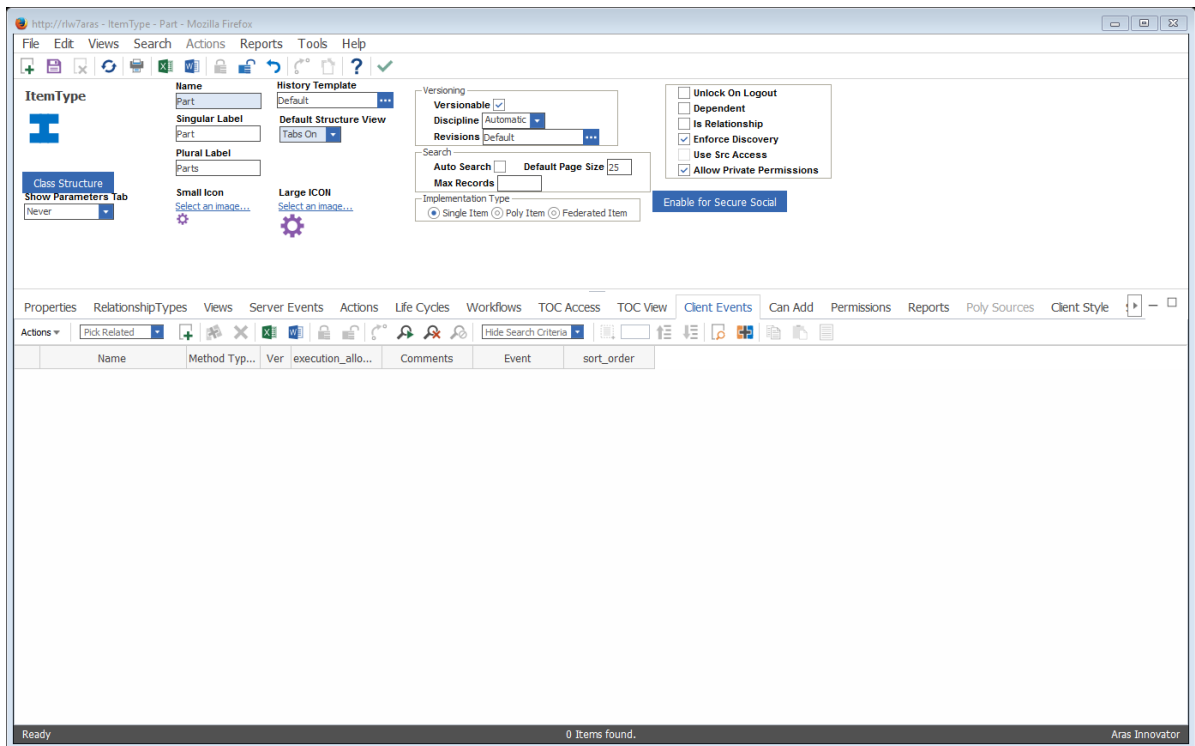 http://rlw7aras - ItemType - Part - Mozilla Firefox
File Edit Views Search Actions Reports Tools Help
ItemType
Class Structure
Show Parameters Tab
Never
Name
Part
Singular Label
Part
Plural Label
Parts
Small Icon
Select an image...
History Template
Default
Default Structure View
Tabs On
Large ICON
Select an image...
Versioning
Versionable
Discipline Automatic
Revisions Default
Search
Auto Search Default Page Size 25
Max Records
Implementation Type
Single Item Poly Item Federated Item
Unlock On Logout
Dependent
Is Relationship
Enforce Discovery
Use Src Access
Allow Private Permissions
Enable for Secure Social
Properties RelationshipTypes Views Server Events Actions Life Cycles Workflows TOC Access TOC View Client Events Can Add Permissions Reports Poly Sources Client Style
Actions Pick Related Hide Search Criteria
Name Method Typ... Ver execution_allo... Comments Event sort_order
Ready 0 Items found. Aras Innovator